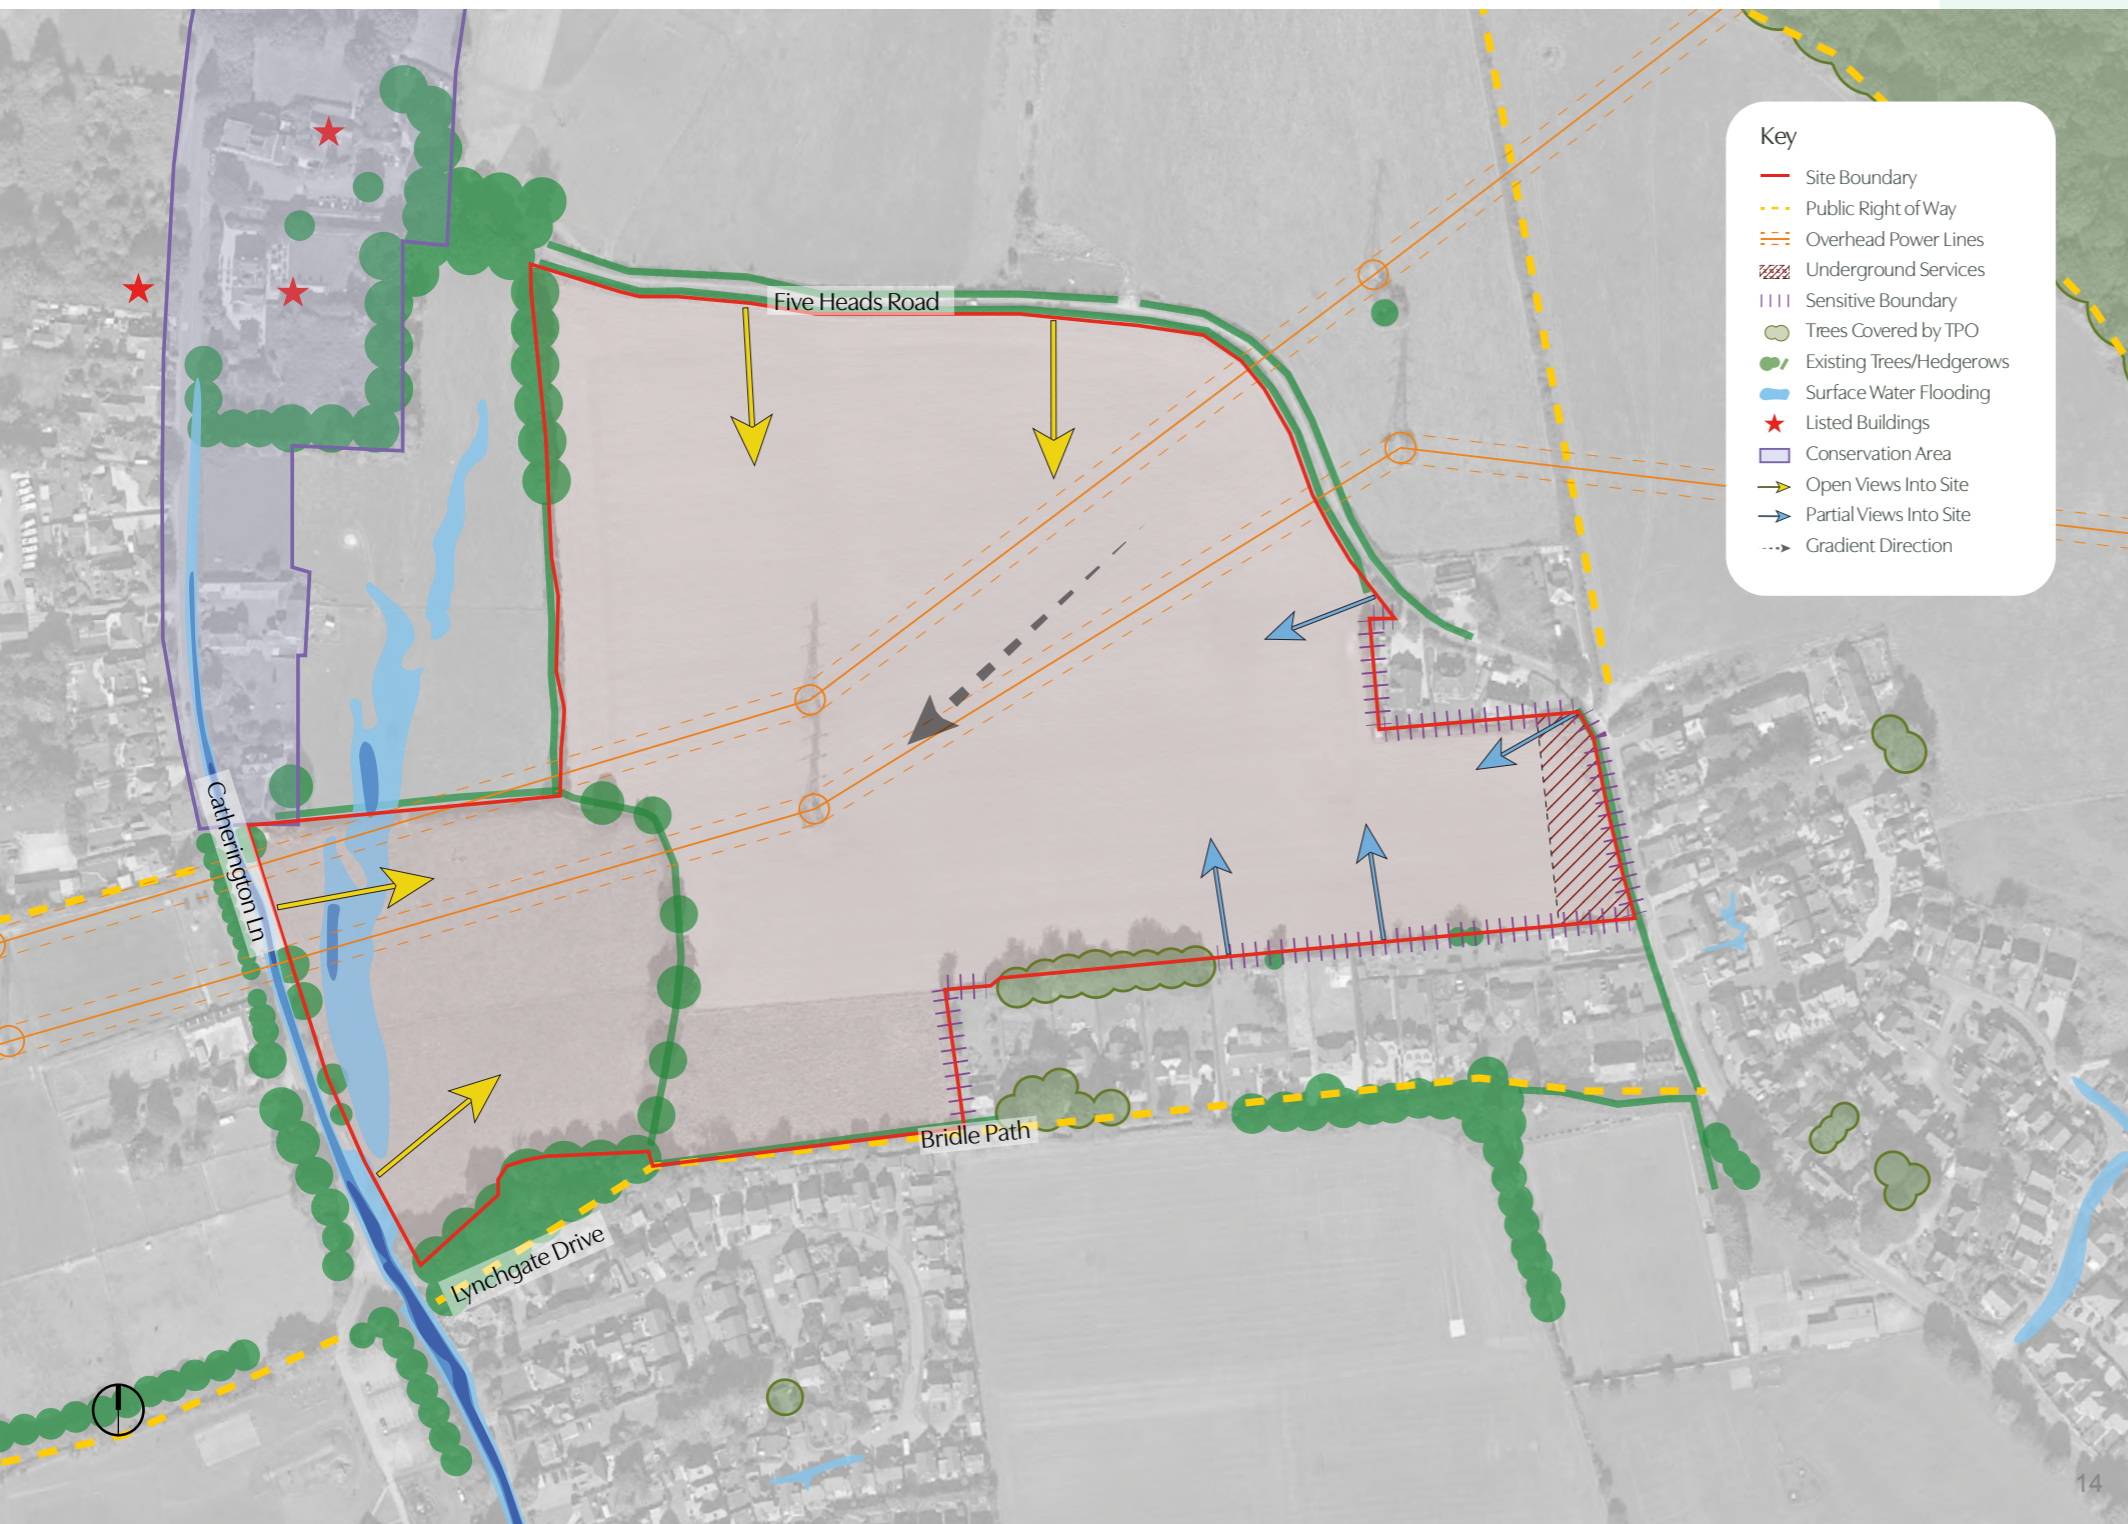 Key
Site Boundary
Public Right of Way
Overhead Power Lines
Underground Services
Sensitive Boundary
Trees Covered by TPO
Existing Trees/Hedgerows
Surface Water Flooding
Listed Buildings
Conservation Area
Open Views Into Site
Partial Views Into Site
Gradient Direction
Five Heads Road
Catherington Ln
Bridle Path
Lynchgate Drive
14